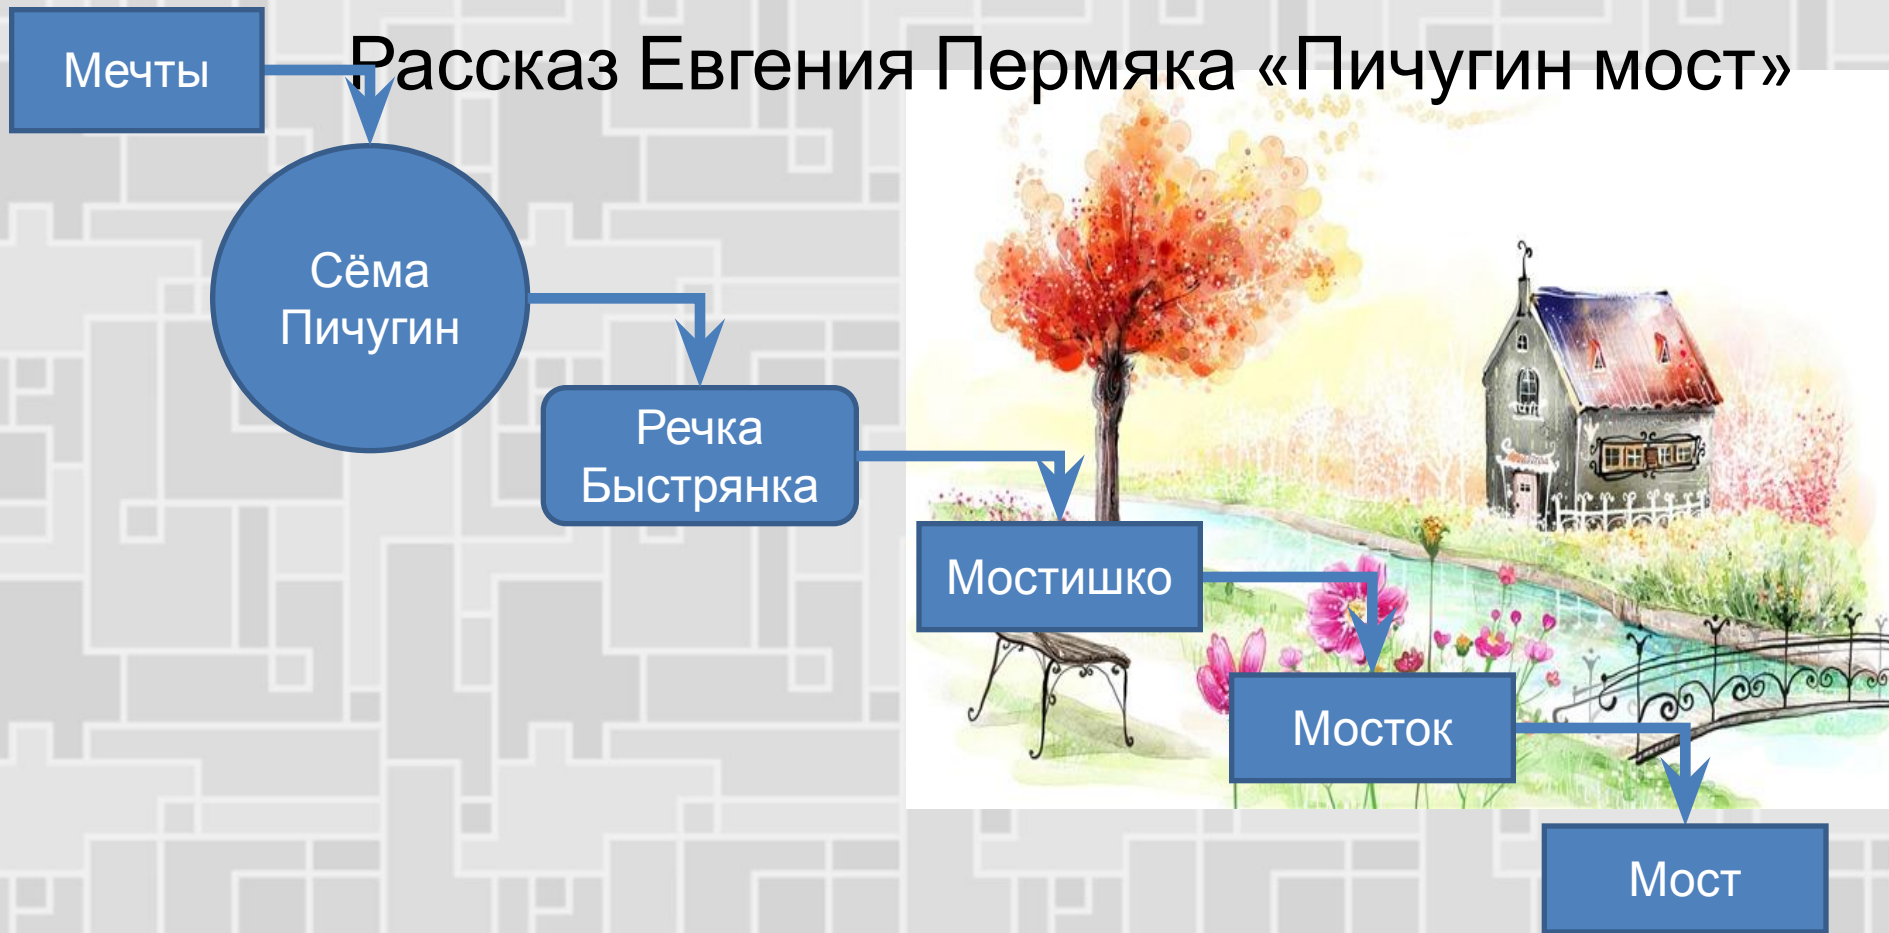 Рассказ Евгения Пермяка «Пичугин мост»
Мечты
Сёма
Пичугин
Речка
Быстрянка
Мостишко
Мосток
Мост